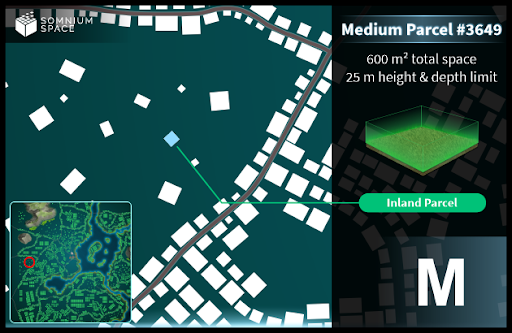 SOMNIUM
SPACE
Medium Parcel #3649
600 m² total space
25 m height & depth limit
Inland Parcel
M